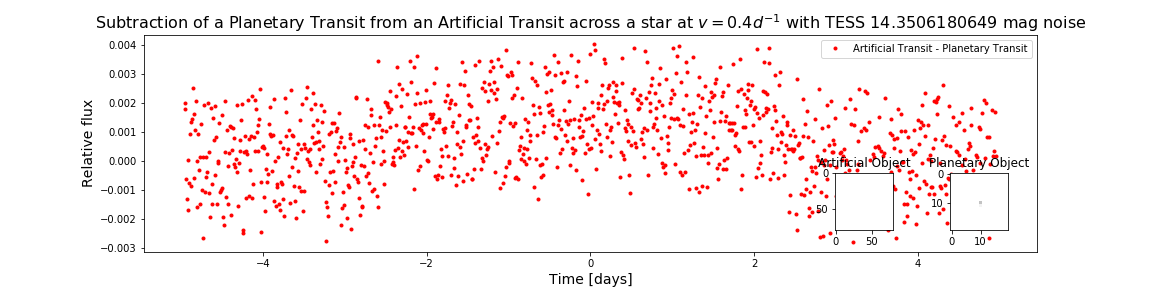 Subtraction of a Planetary Transit from an Artificial Transit across a star at v = 0.4d⁻¹ with TESS 14.3506180649 mag noise
Artificial Transit - Planetary Transit
Relative flux
0.004
0.003
0.002
0.001
0.000
−0.001
−0.002
−0.003
Artificial Object
0
50
0 50
Planetary Object
0
10
0 10
−4 −2 0 2 4
Time [days]